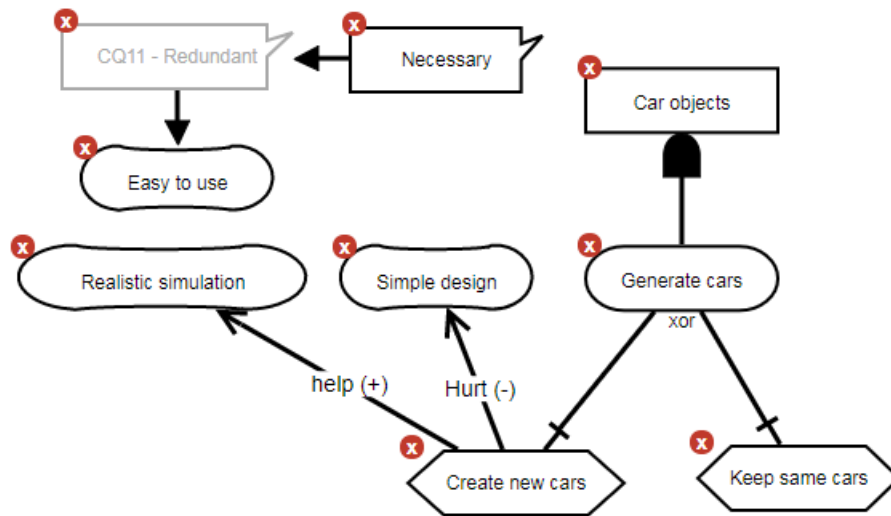 x
CQ11 - Redundant
x
Necessary
x
Car objects
x
Easy to use
x
Realistic simulation
x
Simple design
x
Generate cars
xor
help (+)
Hurt (-)
x
Create new cars
x
Keep same cars